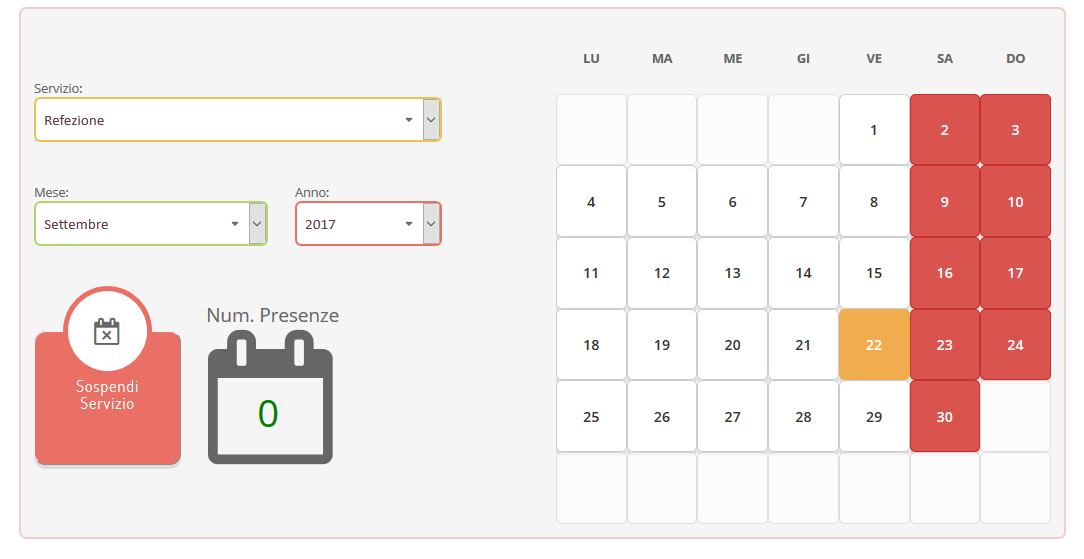 Servizio:
Refezione
Mese:
Anno:
Settembre
2017
Sospendi
Servizio
Num. Presenze
0
LU MA ME GI VE SA DO
1 2 3
4 5 6 7 8 9 10
11 12 13 14 15 16 17
18 19 20 21 22 23 24
25 26 27 28 29 30